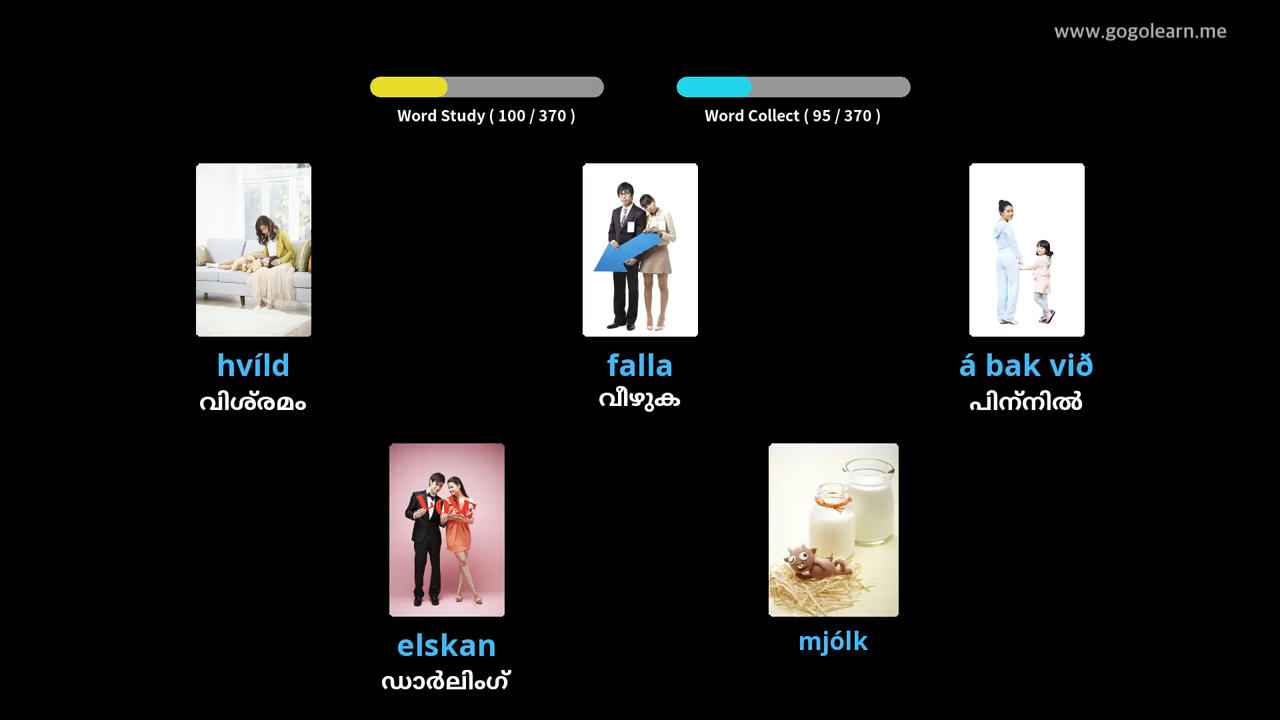 www.gogolearn.me
Word Study ( 100 / 370 )
Word Collect ( 95 / 370 )
hvíld
വിശ്രമം
falla
വീഴുക
á bak við
പിന്നിൽ
LOVE
elskan
ഡാർലിംഗ്
mjólk